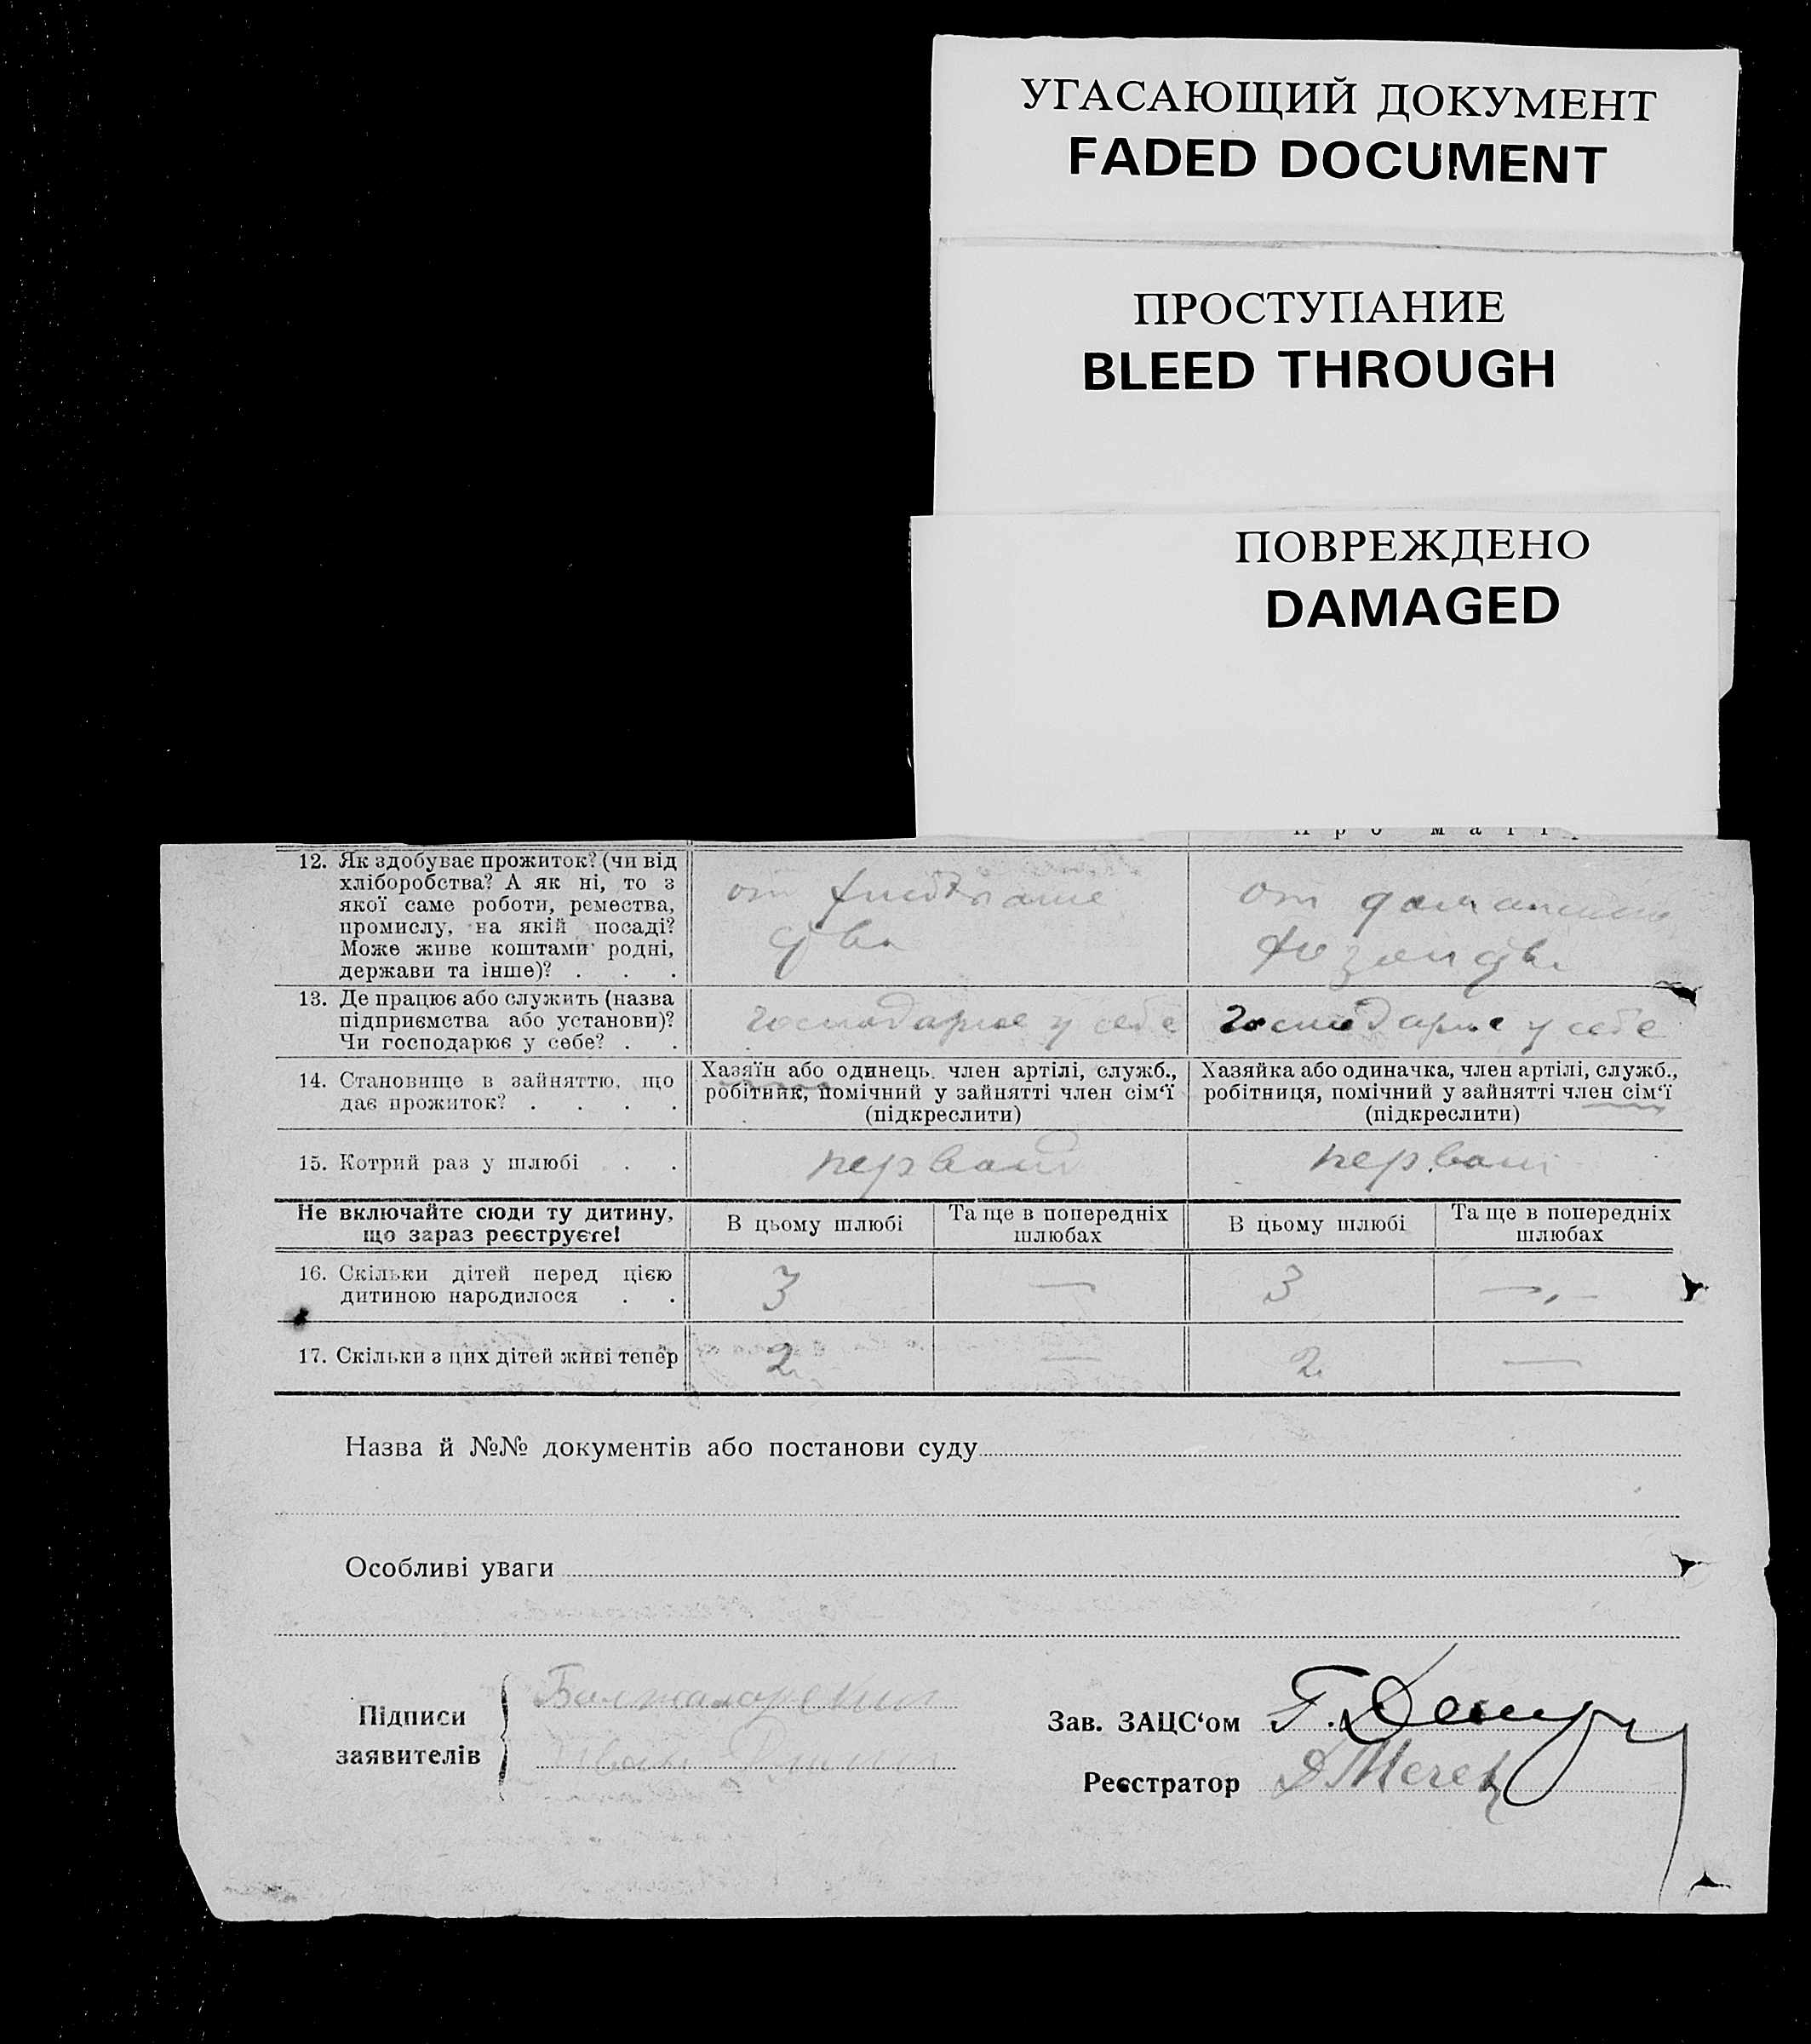 УГАСАЮЩИЙ ДОКУМЕНТ
FADED DOCUMENT
ПРОСТУПАНИЕ
BLEED THROUGH
ПОВРЕЖДЕНО
DAMAGED
12. Як здобуває прожиток? (чи від
хліборобства? А як ні, то з
якої саме роботи, ремества,
промислу, на якій посаді?
Може живе коштами родні,
держави та інше)? . . .
от
от
13. Де працює або служить (назва
підприємства або установи)?
Чи господарює у себе? . .
господарює у себе
господарює у себе
14. Становище в зайняттю, що
дає прожиток? . . . .
Хазяїн або одинець, член артілі, служб.,
робітник, помічний у зайнятті член сім‘ї
(підкреслити)
Хазяйка або одиначка, член артілі, служб.,
робітниця, помічний у зайнятті член сім‘ї
(підкреслити)
15. Котрий раз у шлюбі . .
первый
первый
Не включайте сюди ту дитину,
що зараз реєструєте!
В цьому шлюбі
Та ще в попередніх
шлюбах
В цьому шлюбі
Та ще в попередніх
шлюбах
16. Скільки дітей перед цією
дитиною народилося . .
3
—
3
—
17. Скільки з цих дітей живі тепер
2
—
2
—
Назва й №№ документів або постанови суду
Особливі уваги
Підписи
заявителів
Зав. ЗАЦС‘ом
Реєстратор